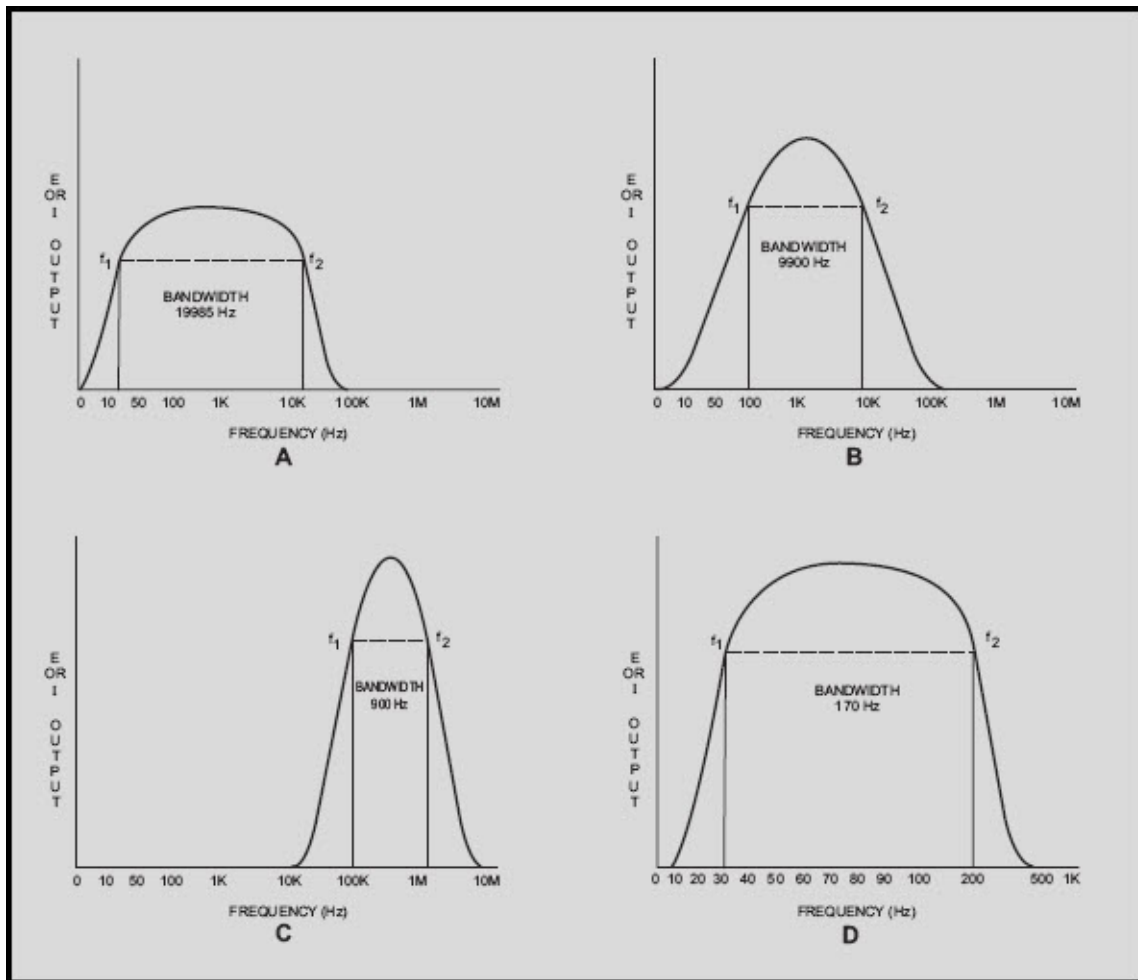 E
OR I
OUTPUT
f1
f2
BANDWIDTH
19985 Hz
0 10 50 100 1K 10K 100K 1M 10M
FREQUENCY (Hz)
A
E
OR I
OUTPUT
f1
f2
BANDWIDTH
9900 Hz
0 10 50 100 1K 10K 100K 1M 10M
FREQUENCY (Hz)
B
E
OR I
OUTPUT
f1
f2
BANDWIDTH
900 Hz
0 10 50 100 1K 10K 100K 1M 10M
FREQUENCY (Hz)
C
E
OR I
OUTPUT
f1
f2
BANDWIDTH
170 Hz
0 10 20 30 40 50 60 70 80 90 100 200 500 1K
FREQUENCY (Hz)
D